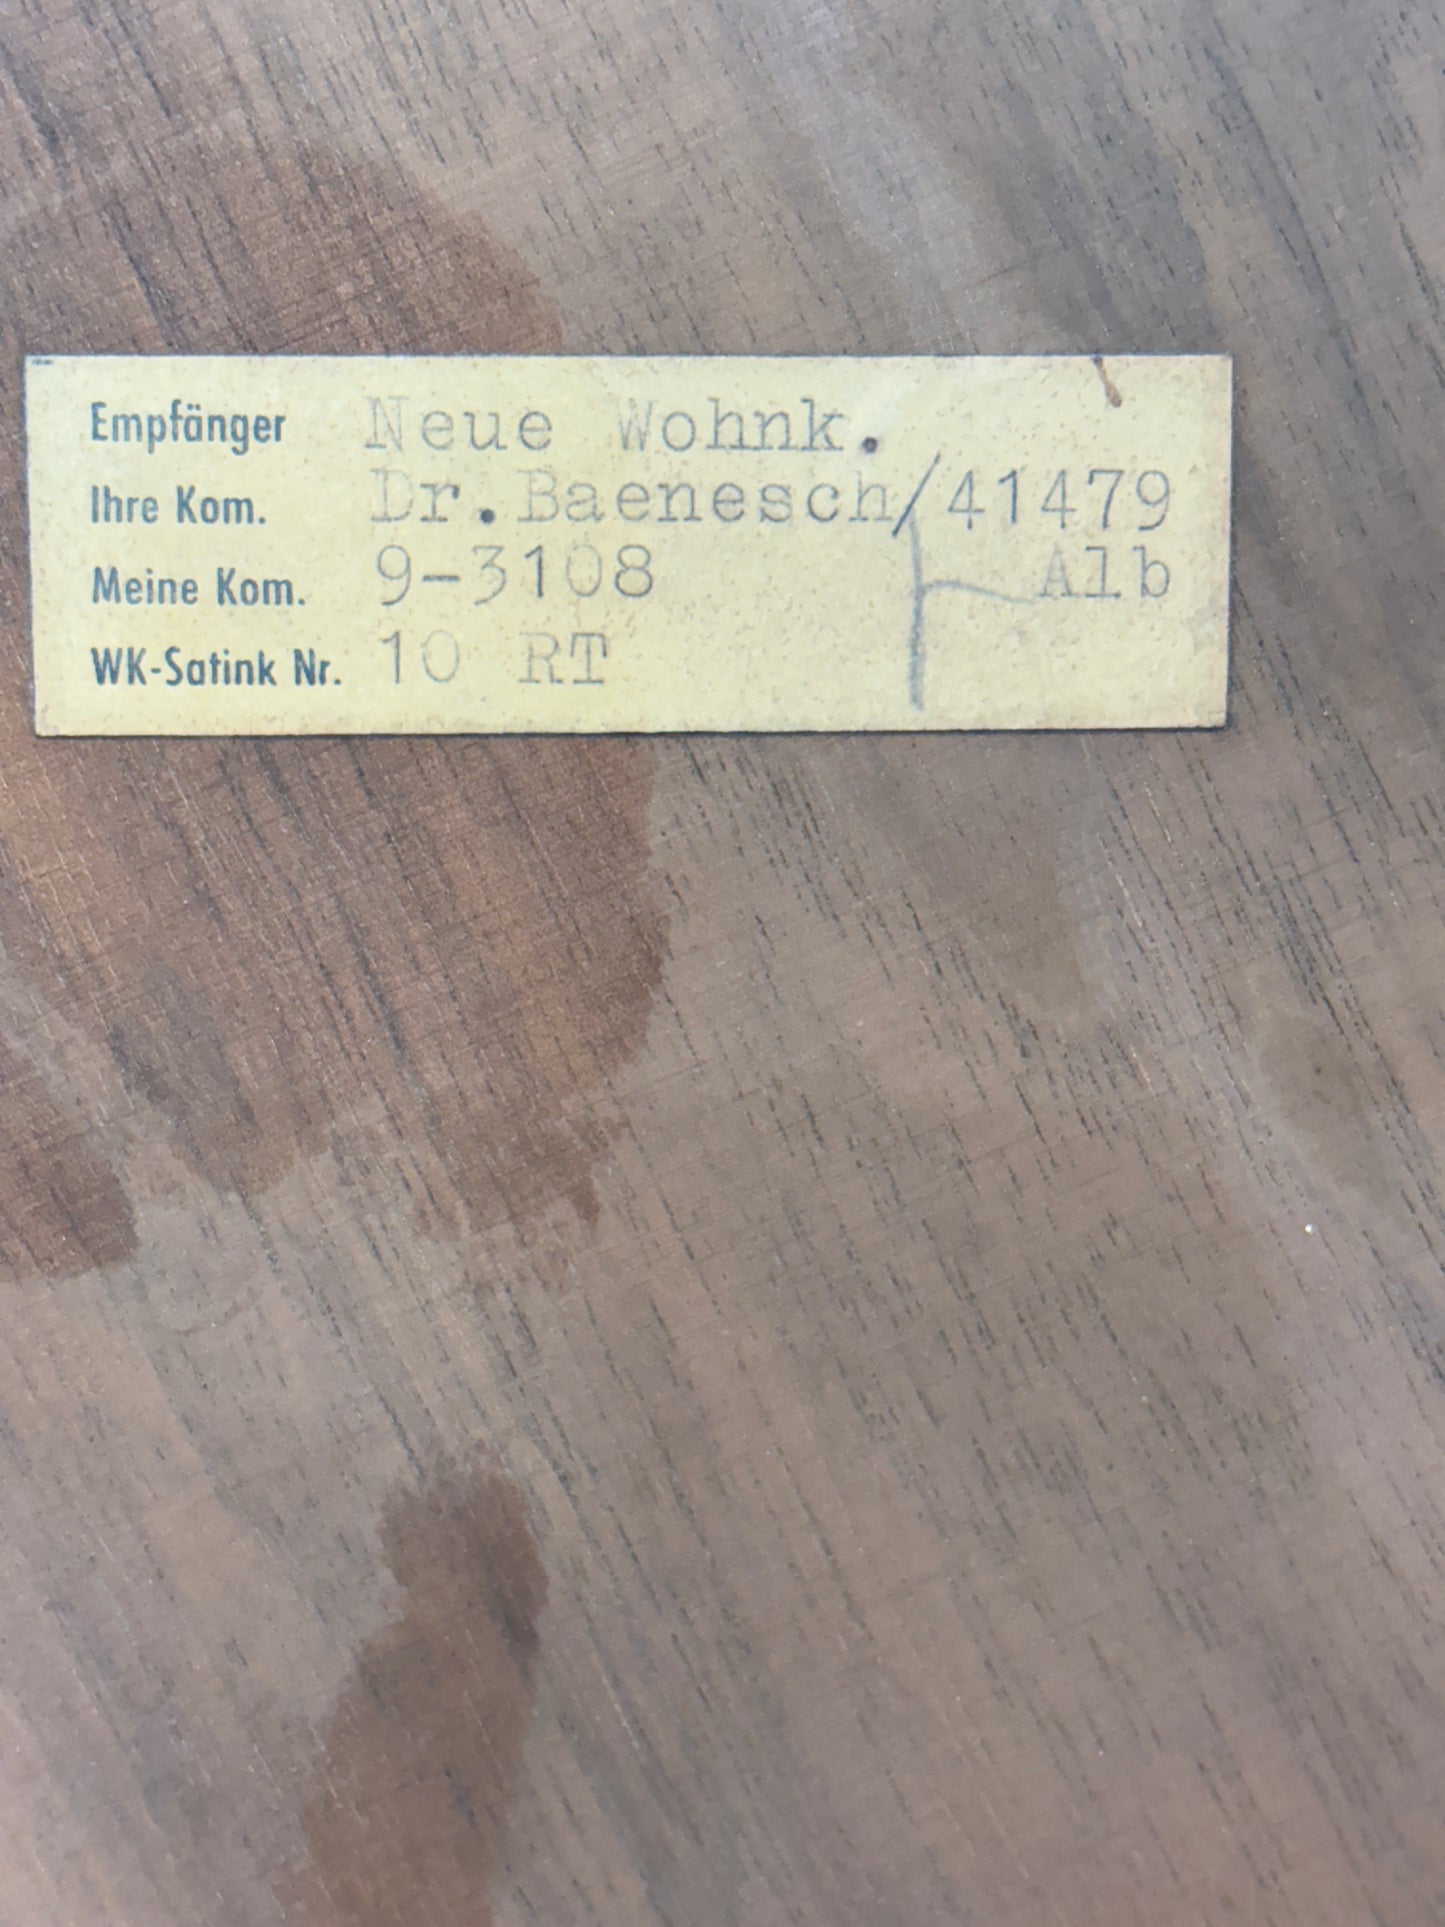 Empfänger Neue Wohnk.
Ihre Kom. Dr.Baenesch/41479
Meine Kom. 9-3108 Alb
WK-Satink Nr. 10 RT